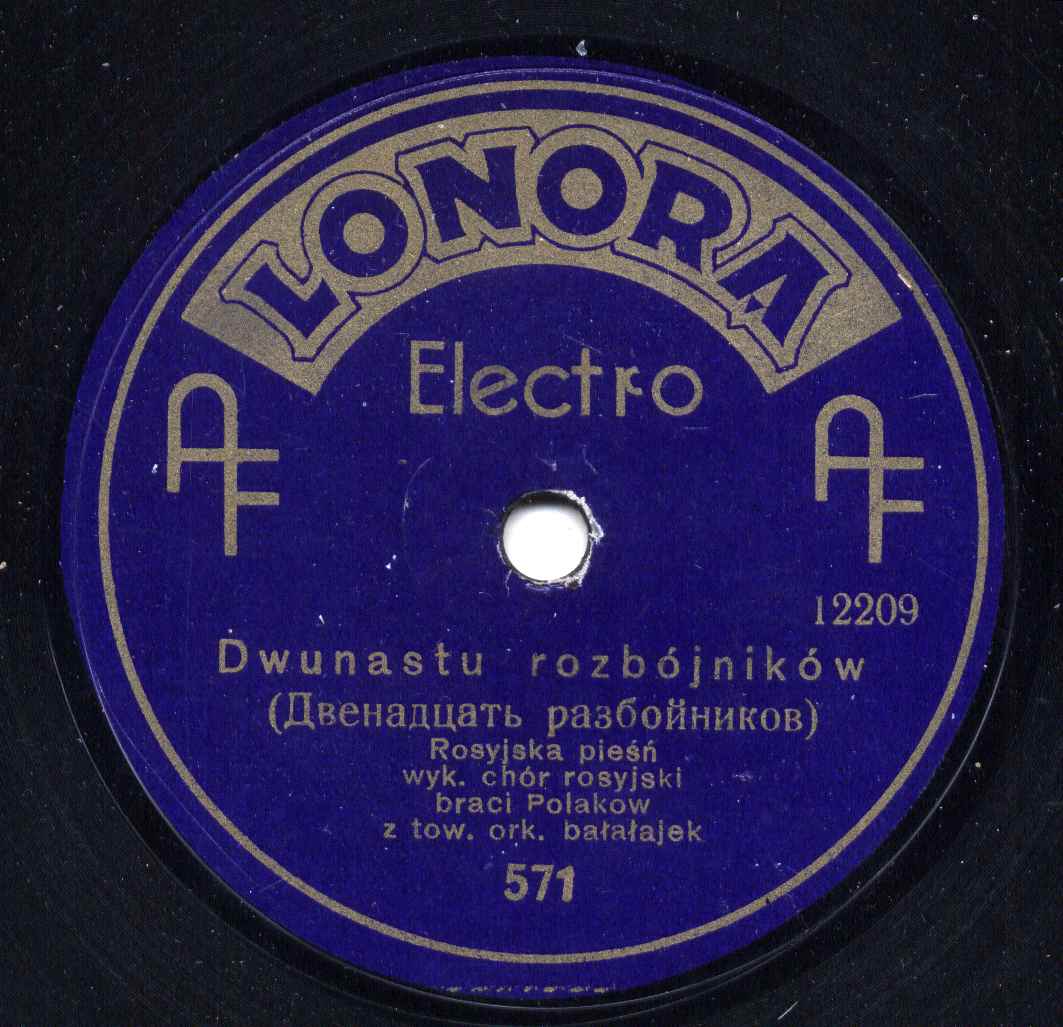 LONORA
Electro
AF
AF
12209
Dwunastu rozbójników
(Двенадцать разбойников)
Rosyjska pieśń
wyk. chór rosyjski
braci Polakow
z tow. ork. bałałajek
571